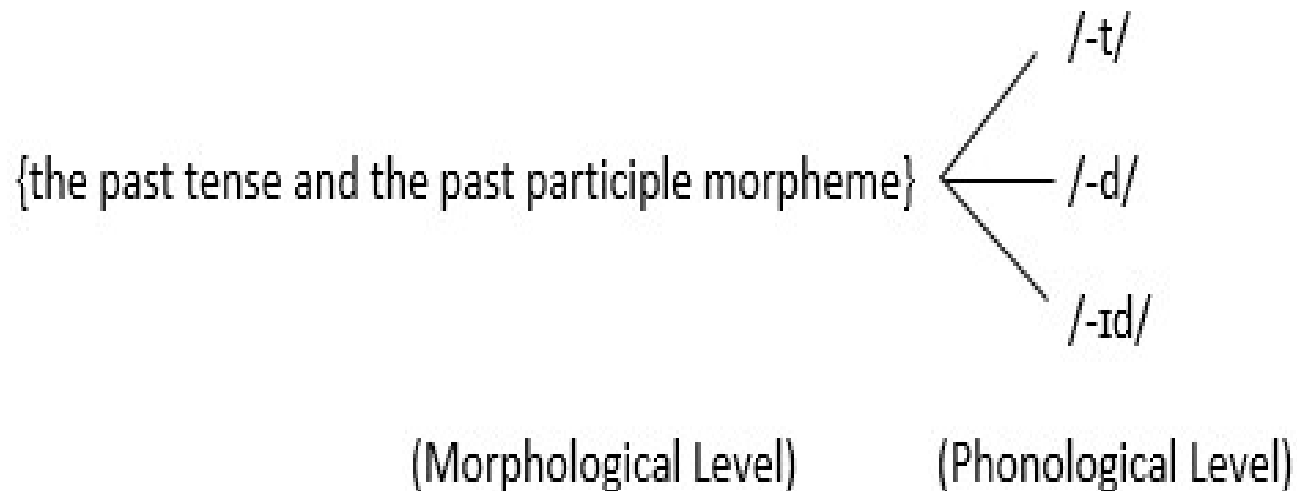 /-t/
{the past tense and the past participle morpheme} /-d/
/-ɪd/
(Morphological Level) (Phonological Level)